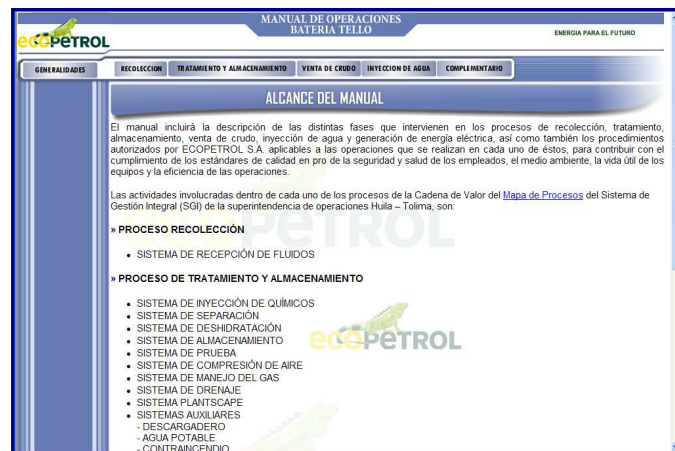 MANUAL DE OPERACIONES
BATERIA TELLO
ecopetrol
ENERGIA PARA EL FUTURO
GENERALIDADES
RECOLECCION TRATAMIENTO Y ALMACENAMIENTO VENTA DE CRUDO INYECCION DE AGUA COMPLEMENTARIO
ALCANCE DEL MANUAL
El manual incluirá la descripción de las distintas fases que intervienen en los procesos de recolección, tratamiento,
almacenamiento, venta de crudo, inyección de agua y generación de energía eléctrica, así como también los procedimientos
autorizados por ECOPETROL S.A. aplicables a las operaciones que se realizan en cada uno de éstos, para contribuir con el
cumplimiento de los estándares de calidad en pro de la seguridad y salud de los empleados, el medio ambiente, la vida útil de los
equipos y la eficiencia de las operaciones.
Las actividades involucradas dentro de cada uno de los procesos de la Cadena de Valor del Mapa de Procesos del Sistema de
Gestión Integral (SGI) de la superintendencia de operaciones Huila – Tolima, son:
» PROCESO RECOLECCIÓN
• SISTEMA DE RECEPCIÓN DE FLUIDOS
» PROCESO DE TRATAMIENTO Y ALMACENAMIENTO
• SISTEMA DE INYECCIÓN DE QUÍMICOS
• SISTEMA DE SEPARACIÓN
• SISTEMA DE DESHIDRATACIÓN
• SISTEMA DE ALMACENAMIENTO
• SISTEMA DE PRUEBA
• SISTEMA DE COMPRESIÓN DE AIRE
• SISTEMA DE MANEJO DEL GAS
• SISTEMA DE DRENAJE
• SISTEMA PLANTSCAPE
• SISTEMAS AUXILIARES
- DESCARGADERO
- AGUA POTABLE
- CONTRAINCENDIO
ecopetrol